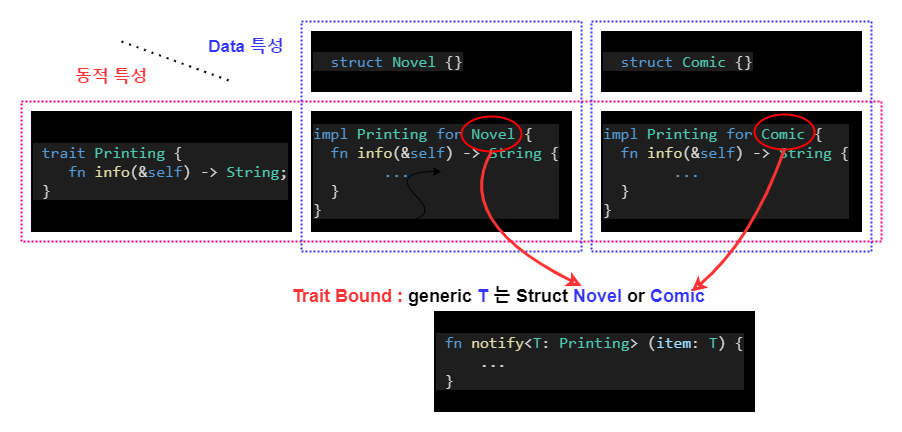 Data 특성
동적 특성
struct Novel {}
struct Comic {}
trait Printing {
fn info(&self) -> String;
}
impl Printing for Novel {
fn info(&self) -> String {
...
}
}
impl Printing for Comic {
fn info(&self) -> String {
...
}
}
Trait Bound : generic T 는 Struct Novel or Comic
fn notify<T: Printing> (item: T) {
...
}